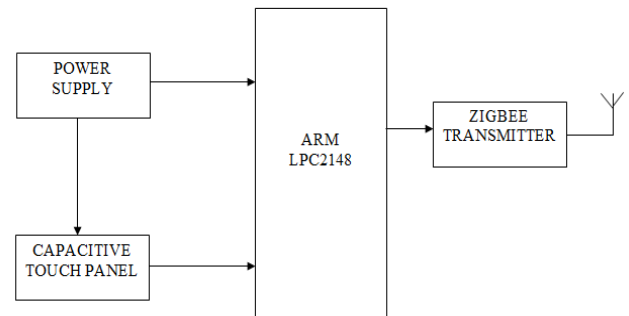 POWER
SUPPLY
ARM
LPC2148
ZIGBEE
TRANSMITTER
CAPACITIVE
TOUCH PANEL